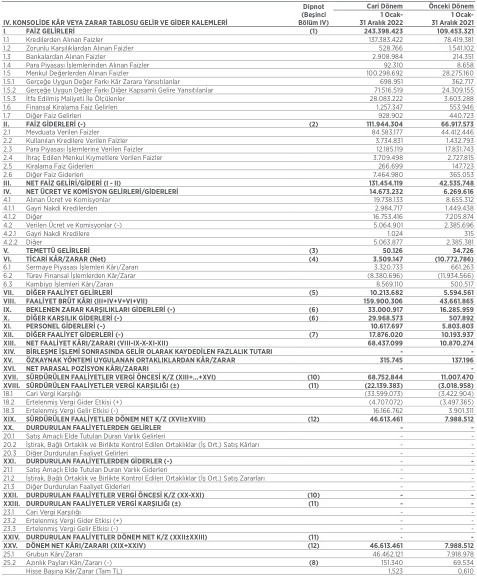 Dipnot Cari Dönem Önceki Dönem
(Beşinci 1 Ocak- 1 Ocak-
IV. KONSOLİDE KÂR VEYA ZARAR TABLOSU GELİR VE GİDER KALEMLERİ Bölüm IV) 31 Aralık 2022 31 Aralık 2021
I. FAİZ GELİRLERİ (1) 243.398.423 109.453.321
1.1 Kredilerden Alınan Faizler 137.383.422 78.419.381
1.2 Zorunlu Karşılıklardan Alınan Faizler 528.766 1.541.102
1.3 Bankalardan Alınan Faizler 2.908.984 214.351
1.4 Para Piyasası İşlemlerinden Alınan Faizler 92.310 8.658
1.5 Menkul Değerlerden Alınan Faizler 100.298.692 28.275.160
1.5.1 Gerçeğe Uygun Değer Farkı Kâr Zarara Yansıtılanlar 698.951 362.717
1.5.2 Gerçeğe Uygun Değer Farkı Diğer Kapsamlı Gelire Yansıtılanlar 71.516.519 24.309.155
1.5.3 İtfa Edilmiş Maliyeti İle Ölçülenler 28.083.222 3.603.288
1.6 Finansal Kiralama Faiz Gelirleri 1.257.347 553.946
1.7 Diğer Faiz Gelirleri 928.902 440.723
II. FAİZ GİDERLERİ (-) (2) 111.944.304 66.917.573
2.1 Mevduata Verilen Faizler 84.583.177 44.412.446
2.2 Kullanılan Kredilere Verilen Faizler 3.734.831 1.432.793
2.3 Para Piyasası İşlemlerine Verilen Faizler 12.185.119 17.831.743
2.4 İhraç Edilen Menkul Kıymetlere Verilen Faizler 3.709.498 2.727.815
2.5 Kiralama Faiz Giderleri 266.699 147.723
2.6 Diğer Faiz Giderleri 7.464.980 365.053
III. NET FAİZ GELİRİ/GİDERİ (I - II) 131.454.119 42.535.748
IV. NET ÜCRET VE KOMİSYON GELİRLERİ/GİDERLERİ 14.673.232 6.269.616
4.1 Alınan Ücret ve Komisyonlar 19.738.133 8.655.312
4.1.1 Gayri Nakdi Kredilerden 2.984.717 1.449.438
4.1.2 Diğer 16.753.416 7.205.874
4.2 Verilen Ücret ve Komisyonlar (-) 5.064.901 2.385.696
4.2.1 Gayri Nakdi Kredilere 1.024 315
4.2.2 Diğer 5.063.877 2.385.381
V. TEMETTÜ GELİRLERİ (3) 50.126 34.726
VI. TİCARİ KÂR/ZARAR (Net) (4) 3.509.147 (10.772.786)
6.1 Sermaye Piyasası İşlemleri Kârı/Zararı 3.320.733 661.263
6.2 Türev Finansal İşlemlerden Kâr/Zarar (8.380.696) (11.934.566)
6.3 Kambiyo İşlemleri Kârı/Zararı 8.569.110 500.517
VII. DİĞER FAALİYET GELİRLERİ (5) 10.213.682 5.594.561
VIII. FAALİYET BRÜT KÂRI (III+IV+V+VI+VII) 159.900.306 43.661.865
IX. BEKLENEN ZARAR KARŞILIKLARI GİDERLERİ (-) (6) 33.000.917 16.285.959
X. DİĞER KARŞILIK GİDERLERİ (-) (6) 29.968.573 507.892
XI. PERSONEL GİDERLERİ (-) 10.617.697 5.803.803
XII. DİĞER FAALİYET GİDERLERİ (-) (7) 17.876.020 10.193.937
XIII. NET FAALİYET KÂRI/ZARARI (VIII-IX-X-XI-XII) 68.437.099 10.870.274
XIV. BİRLEŞME İŞLEMİ SONRASINDA GELİR OLARAK KAYDEDİLEN FAZLALIK TUTARI - -
XV. ÖZKAYNAK YÖNTEMİ UYGULANAN ORTAKLIKLARDAN KÂR/ZARAR 315.745 137.196
XVI. NET PARASAL POZİSYON KÂRI/ZARARI - -
XVII. SÜRDÜRÜLEN FAALİYETLER VERGİ ÖNCESİ K/Z (XIII+...+XVI) (10) 68.752.844 11.007.470
XVIII. SÜRDÜRÜLEN FAALİYETLER VERGİ KARŞILIĞI (±) (11) (22.139.383) (3.018.958)
18.1 Cari Vergi Karşılığı (33.599.073) (3.422.904)
18.2 Ertelenmiş Vergi Gider Etkisi (+) (4.707.072) (3.497.365)
18.3 Ertelenmiş Vergi Gelir Etkisi (-) 16.166.762 3.901.311
XIX. SÜRDÜRÜLEN FAALİYETLER DÖNEM NET K/Z (XVII±XVIII) (12) 46.613.461 7.988.512
XX. DURDURULAN FAALİYETLERDEN GELİRLER - -
20.1 Satış Amaçlı Elde Tutulan Duran Varlık Gelirleri - -
20.2 İştirak, Bağlı Ortaklık ve Birlikte Kontrol Edilen Ortaklıklar (İş Ort.) Satış Kârları - -
20.3 Diğer Durdurulan Faaliyet Gelirleri - -
XXI. DURDURULAN FAALİYETLERDEN GİDERLER (-) - -
21.1 Satış Amaçlı Elde Tutulan Duran Varlık Giderleri - -
21.2 İştirak, Bağlı Ortaklık ve Birlikte Kontrol Edilen Ortaklıklar (İş Ort.) Satış Zararları - -
21.3 Diğer Durdurulan Faaliyet Giderleri - -
XXII. DURDURULAN FAALİYETLER VERGİ ÖNCESİ K/Z (XX-XXI) (10) - -
XXIII. DURDURULAN FAALİYETLER VERGİ KARŞILIĞI (±) (11) - -
23.1 Cari Vergi Karşılığı - -
23.2 Ertelenmiş Vergi Gider Etkisi (+) - -
23.3 Ertelenmiş Vergi Gelir Etkisi (-) - -
XXIV. DURDURULAN FAALİYETLER DÖNEM NET K/Z (XXII±XXIII) (11) - -
XXV. DÖNEM NET KÂRI/ZARARI (XIX+XXIV) (12) 46.613.461 7.988.512
25.1 Grubun Kârı/Zararı 46.462.121 7.918.978
25.2 Azınlık Payları Kârı/Zararı (-) (8) 151.340 69.534
Hisse Başına Kâr/Zarar (Tam TL) 1,523 0,610